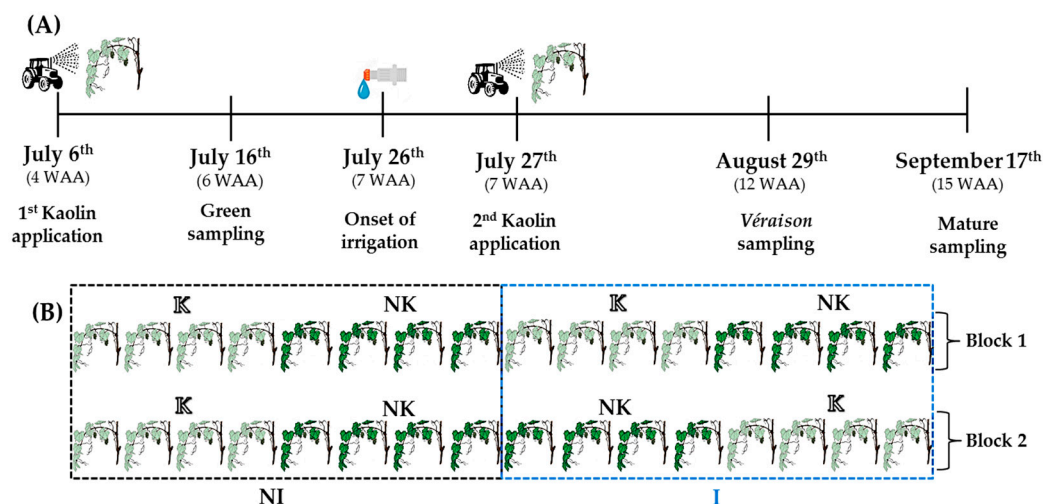 (A)
July 6th
(4 WAA)
1st Kaolin
application
July 16th
(6 WAA)
Green
sampling
July 26th
(7 WAA)
Onset of
irrigation
July 27th
(7 WAA)
2nd Kaolin
application
August 29th
(12 WAA)
Véraison
sampling
September 17th
(15 WAA)
Mature
sampling
(B)
𝕂 NK 𝕂 NK
Block 1
𝕂 NK NK 𝕂
Block 2
NI I